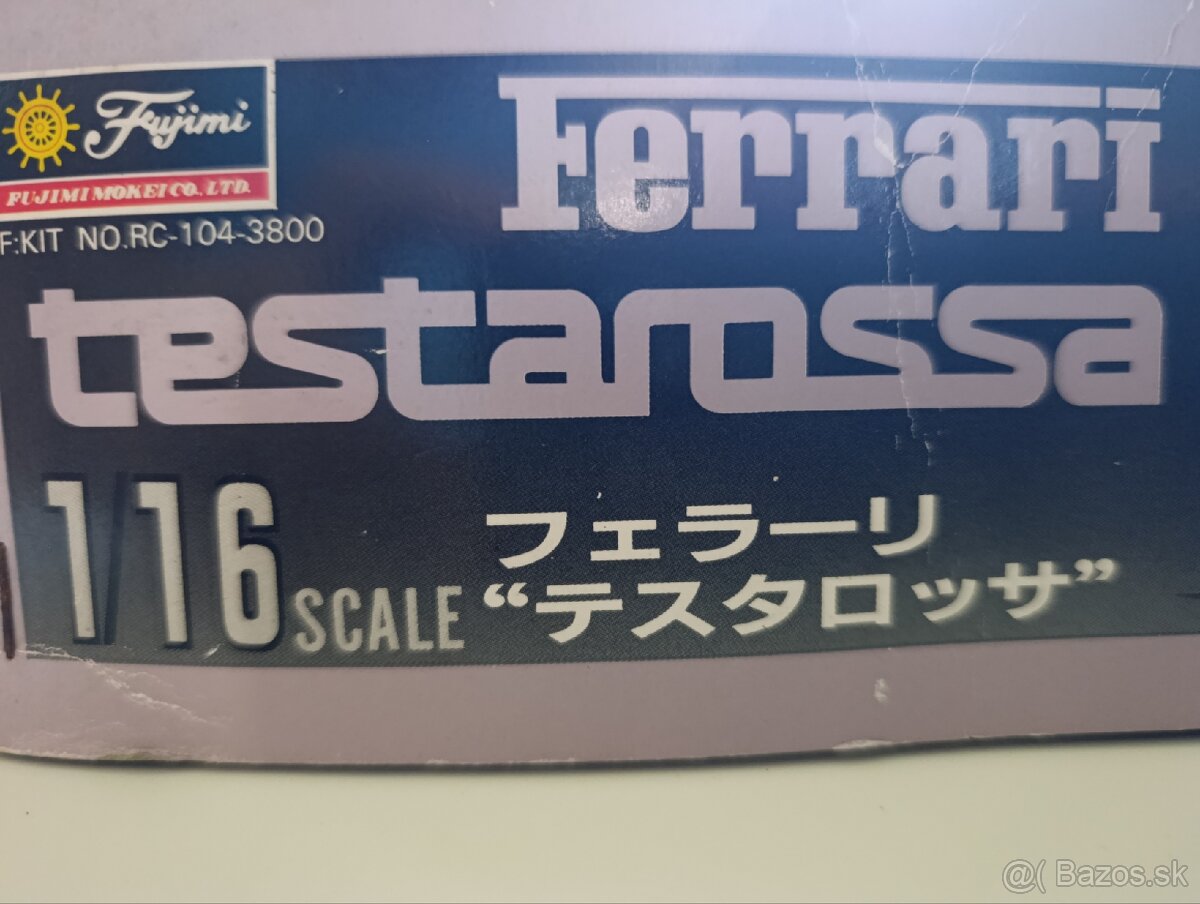 Fujimi
FUJIMI MOKEI CO., LTD.
F:KIT NO.RC-104-3800
Ferrari
testarossa
1/16 SCALE
フェラーリ
“テスタロッサ”
@( Bazos.sk